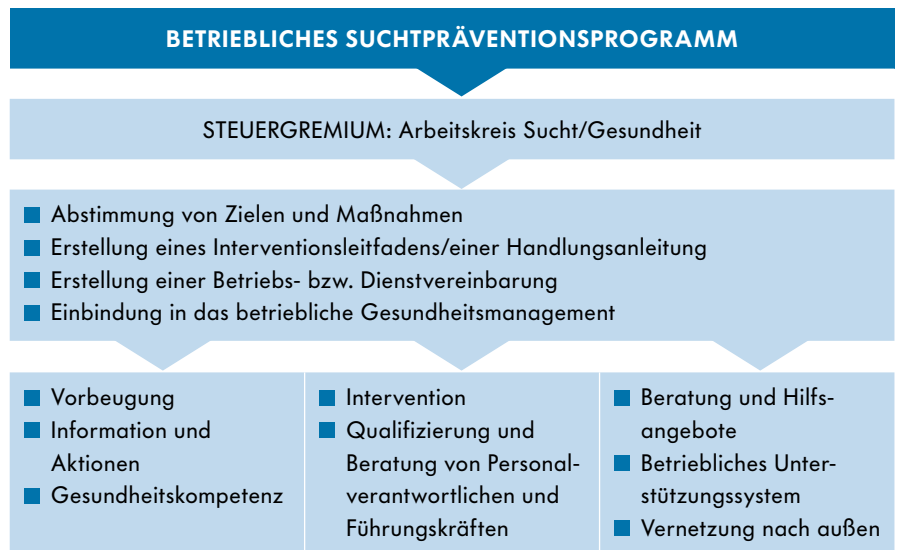 BETRIEBLICHES SUCHTPRÄVENTIONSPROGRAMM
STEUERGREMIUM: Arbeitskreis Sucht/Gesundheit
■ Abstimmung von Zielen und Maßnahmen
■ Erstellung eines Interventionsleitfadens/einer Handlungsanleitung
■ Erstellung einer Betriebs- bzw. Dienstvereinbarung
■ Einbindung in das betriebliche Gesundheitsmanagement
■ Vorbeugung
■ Information und
Aktionen
■ Gesundheitskompetenz
■ Intervention
■ Qualifizierung und
Beratung von Personal-
verantwortlichen und
Führungskräften
■ Beratung und Hilfs-
angebote
■ Betriebliches Unter-
stützungssystem
■ Vernetzung nach außen